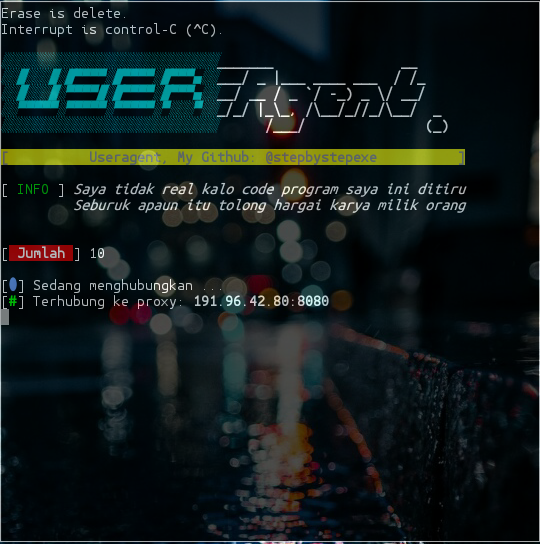 Erase is delete.
Interrupt is control-C (^C).
USER Agent.
[ Useragent, My Github: @stepbystepexe ]
[ INFO ] Saya tidak real kalo code program saya ini ditiru
Seburuk apaun itu tolong hargai karya milik orang
[ Jumlah ] 10
[●] Sedang menghubungkan ...
[#] Terhubung ke proxy: 191.96.42.80:8080